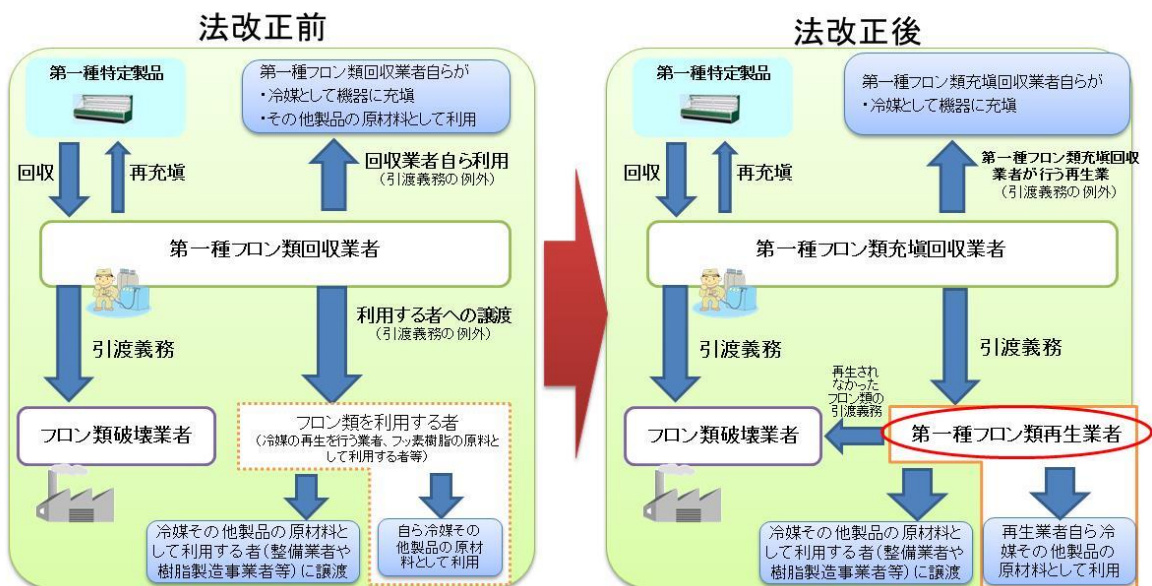 法改正前
第一種特定製品
第一種フロン類回収業者自らが
・冷媒として機器に充塡
・その他製品の原材料として利用
回収
再充塡
回収業者自ら利用
(引渡義務の例外)
第一種フロン類回収業者
引渡義務
利用する者への譲渡
(引渡義務の例外)
フロン類破壊業者
フロン類を利用する者
(冷媒の再生を行う業者、フッ素樹脂の原料と
して利用する者等)
冷媒その他製品の原材料と
して利用する者(整備業者や
樹脂製造事業者等)に譲渡
自ら冷媒その
他製品の原材
料として利用
法改正後
第一種特定製品
第一種フロン類充塡回収業者自らが
・冷媒として機器に充塡
回収
再充塡
第一種フロン類充塡回収
業者が行う再生業
(引渡義務の例外)
第一種フロン類充塡回収業者
引渡義務
引渡義務
再生され
なかった
フロン類の
引渡義務
フロン類破壊業者
第一種フロン類再生業者
冷媒その他製品の原材料と
して利用する者(整備業者や
樹脂製造事業者等)に譲渡
再生業者自ら冷
媒その他製品の
原材料として利用